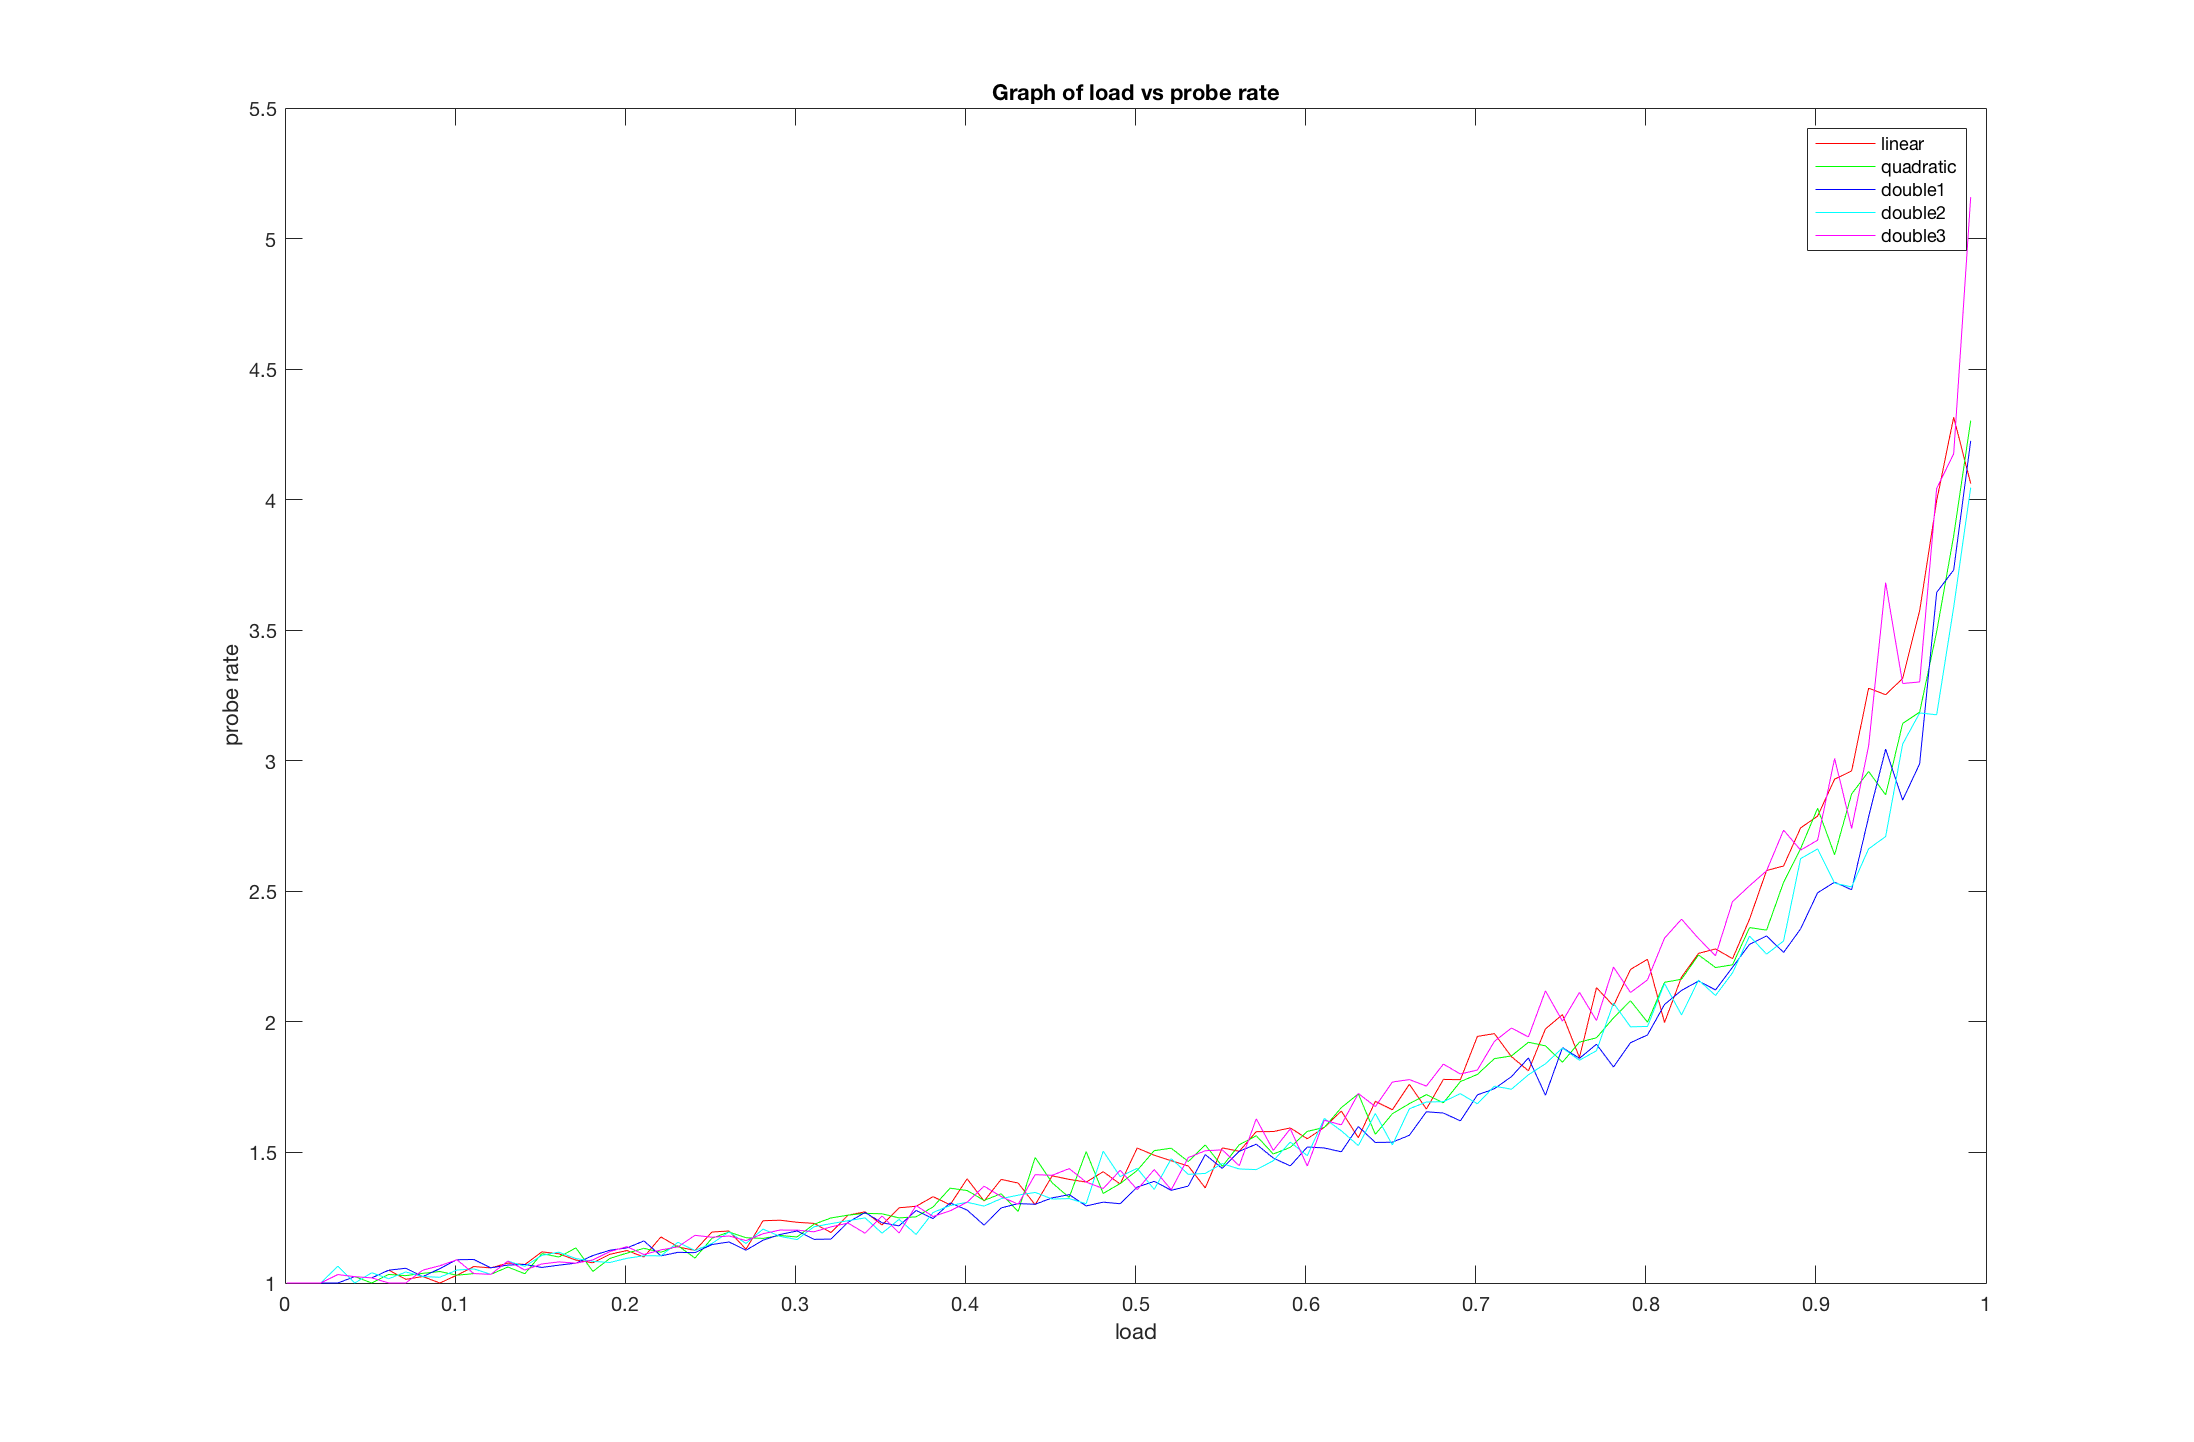 Graph of load vs probe rate
5.5
5
4.5
4
3.5
3
2.5
2
1.5
1
probe rate
linear
quadratic
double1
double2
double3
0 0.1 0.2 0.3 0.4 0.5 0.6 0.7 0.8 0.9 1
load